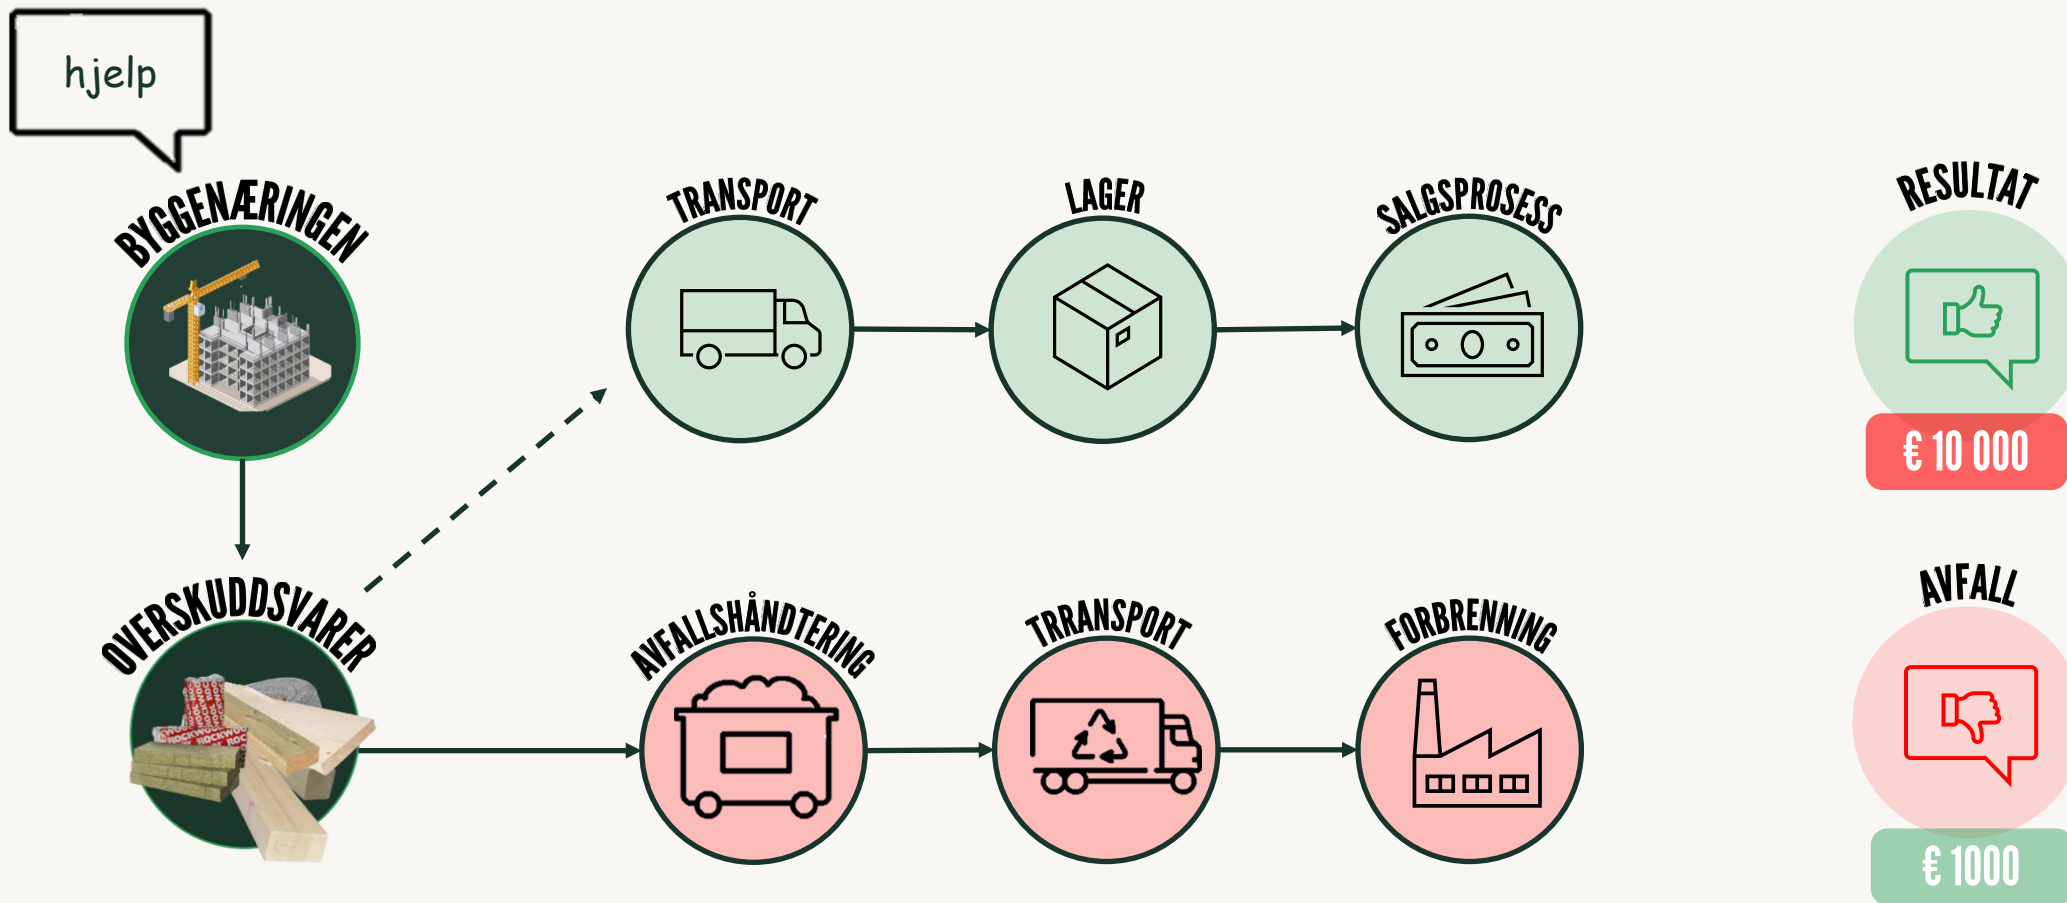 hjelp
BYGGENÆRINGEN
TRANSPORT
LAGER
SALGSPROSESS
RESULTAT
€ 10 000
OVERSKUDDSVARER
AVFALLSHÅNDTERING
TRRANSPORT
FORBRENNING
AVFALL
€ 1000